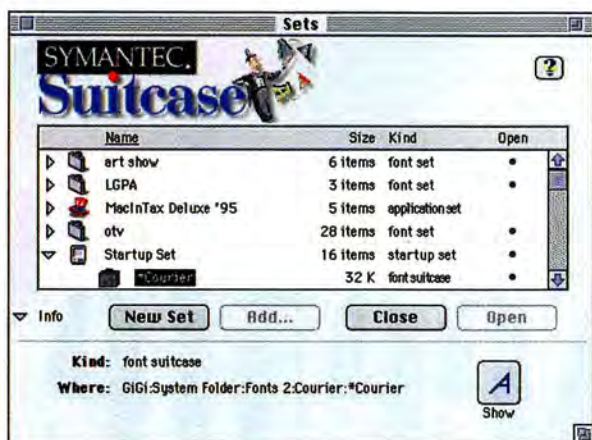 Sets
SYMANTEC.
Suitcase
?
Name Size Kind Open
art show 6 items font set •
LGPA 3 items font set •
MacInTax Deluxe '95 5 items application set
otv 28 items font set •
Startup Set 16 items startup set •
*Courier 32 K font suitcase •
Info New Set Add... Close Open
Kind: font suitcase
Where: GiGi:System Folder:Fonts 2:Courier:*Courier
A
Show